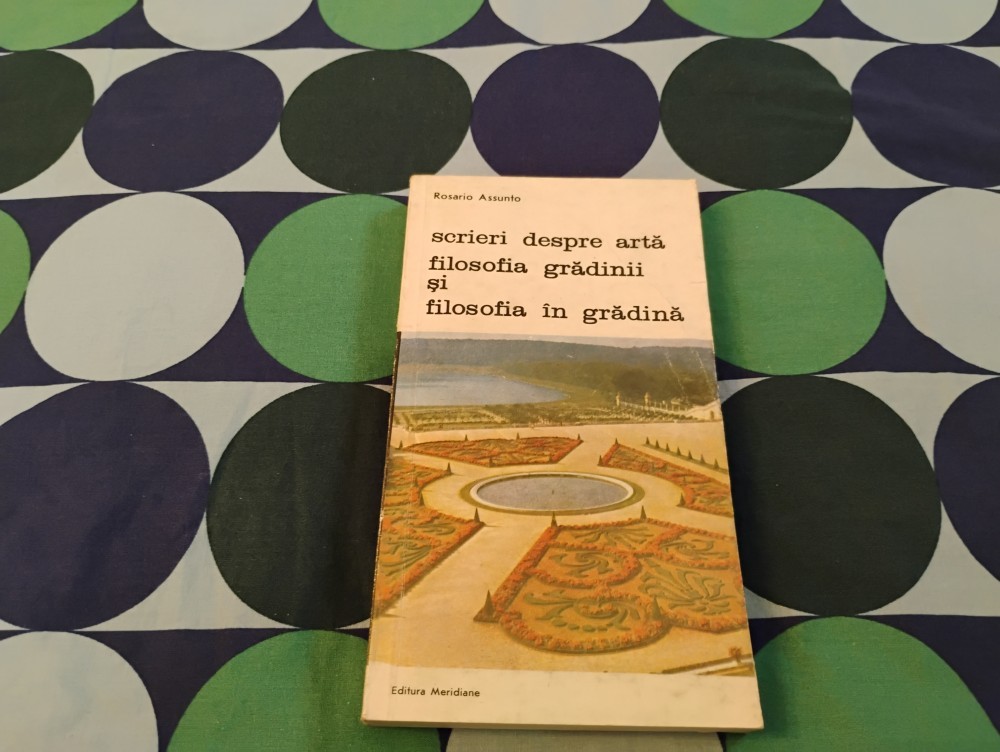 Rosario Assunto
scrieri despre artă
filosofia grădinii
şi
filosofia în grădină
Editura Meridiane